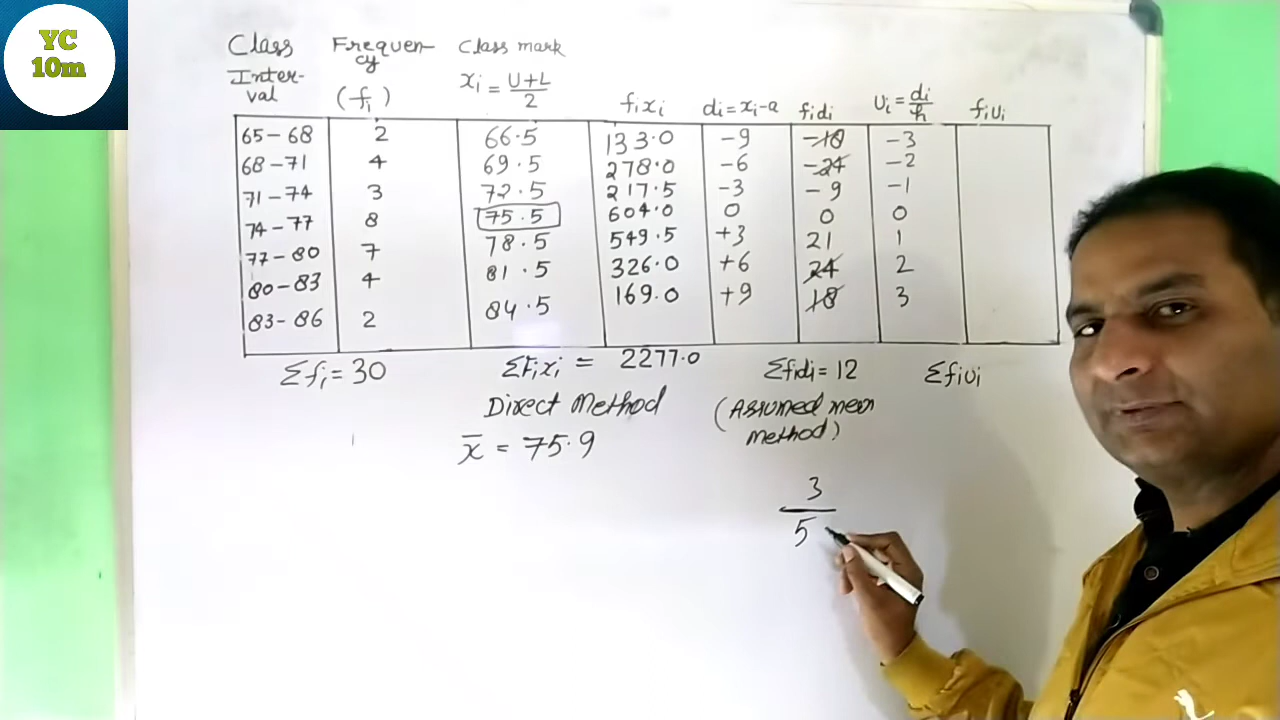 YC
10m
Class Interval
Frequency (fi)
Class mark xi = U+L/2
fixi
di = xi-a
fidi
ui = di/h
fiui
65-68 2 66.5 133.0 -9 -18 -3
68-71 4 69.5 278.0 -6 -24 -2
71-74 3 72.5 217.5 -3 -9 -1
74-77 8 75.5 604.0 0 0 0
77-80 7 78.5 549.5 +3 21 1
80-83 4 81.5 326.0 +6 24 2
83-86 2 84.5 169.0 +9 18 3
Σfi = 30 ΣFixi = 2277.0 Σfidi = 12 Σfiui
Direct Method
(Assumed mean method)
x̄ = 75.9
3
5